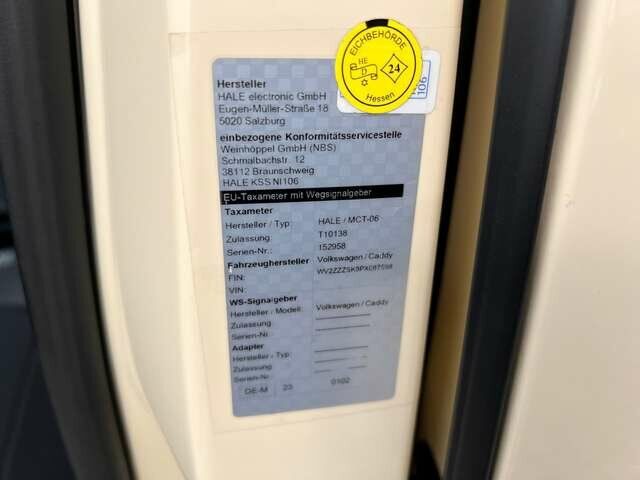 EICHBEHÖRDE
HE
D
24
Hessen
106
Hersteller
HALE electronic GmbH
Eugen-Müller-Straße 18
5020 Salzburg
einbezogene Konformitätsservicestelle
Weinhöppel GmbH (NBS)
Schmalbachstr. 12
38112 Braunschweig
HALE KSS NI106
EU-Taxameter mit Wegsignalgeber
Taxameter
Hersteller / Typ: HALE / MCT-06
Zulassung: T10138
Serien-Nr.: 152958
Fahrzeughersteller Volkswagen / Caddy
FIN:
VIN:
WS-Signalgeber
Hersteller / Modell: Volkswagen / Caddy
Zulassung
Serien-Nr.
Adapter
Hersteller - Typ:
Zulassung:
Serien-Nr.
DE-M 23 0102